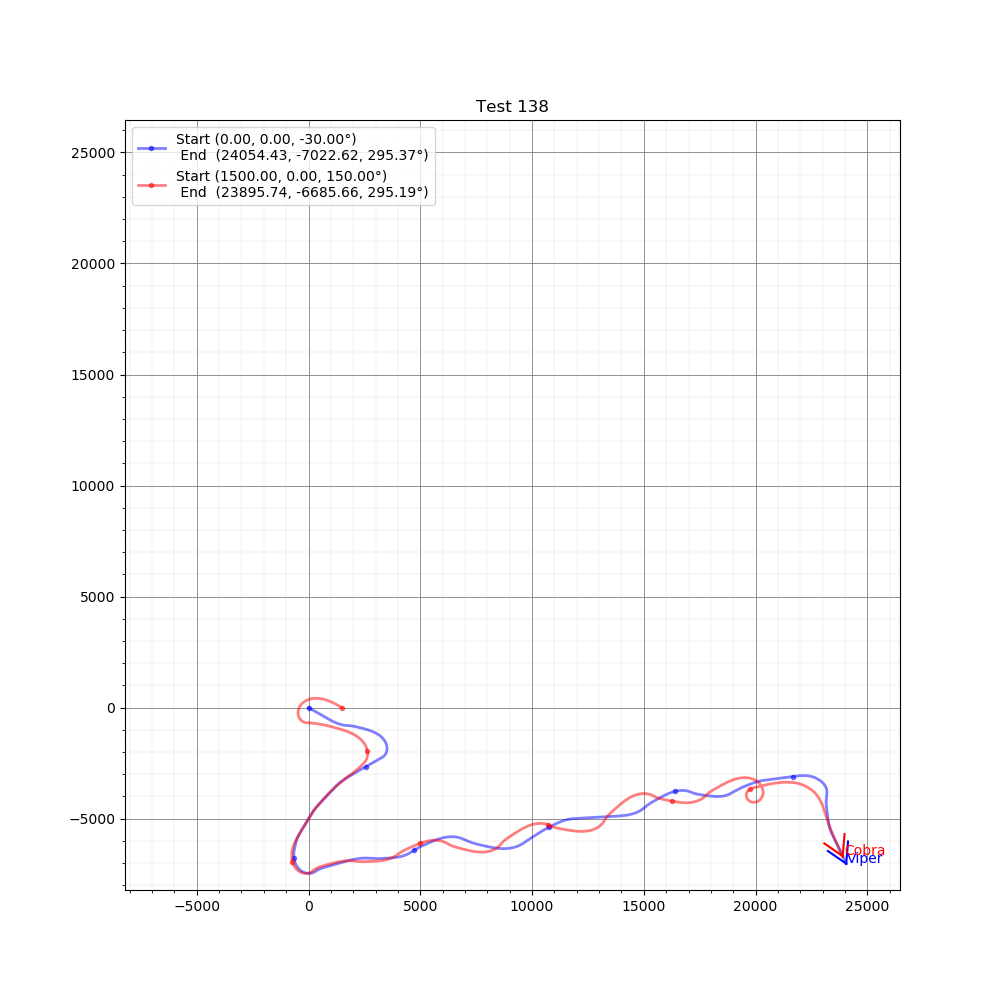 Test 138
Start (0.00, 0.00, -30.00°)
End (24054.43, -7022.62, 295.37°)
Start (1500.00, 0.00, 150.00°)
End (23895.74, -6685.66, 295.19°)
25000
20000
15000
10000
5000
0
−5000
Cobra
Viper
−5000
0
5000
10000
15000
20000
25000